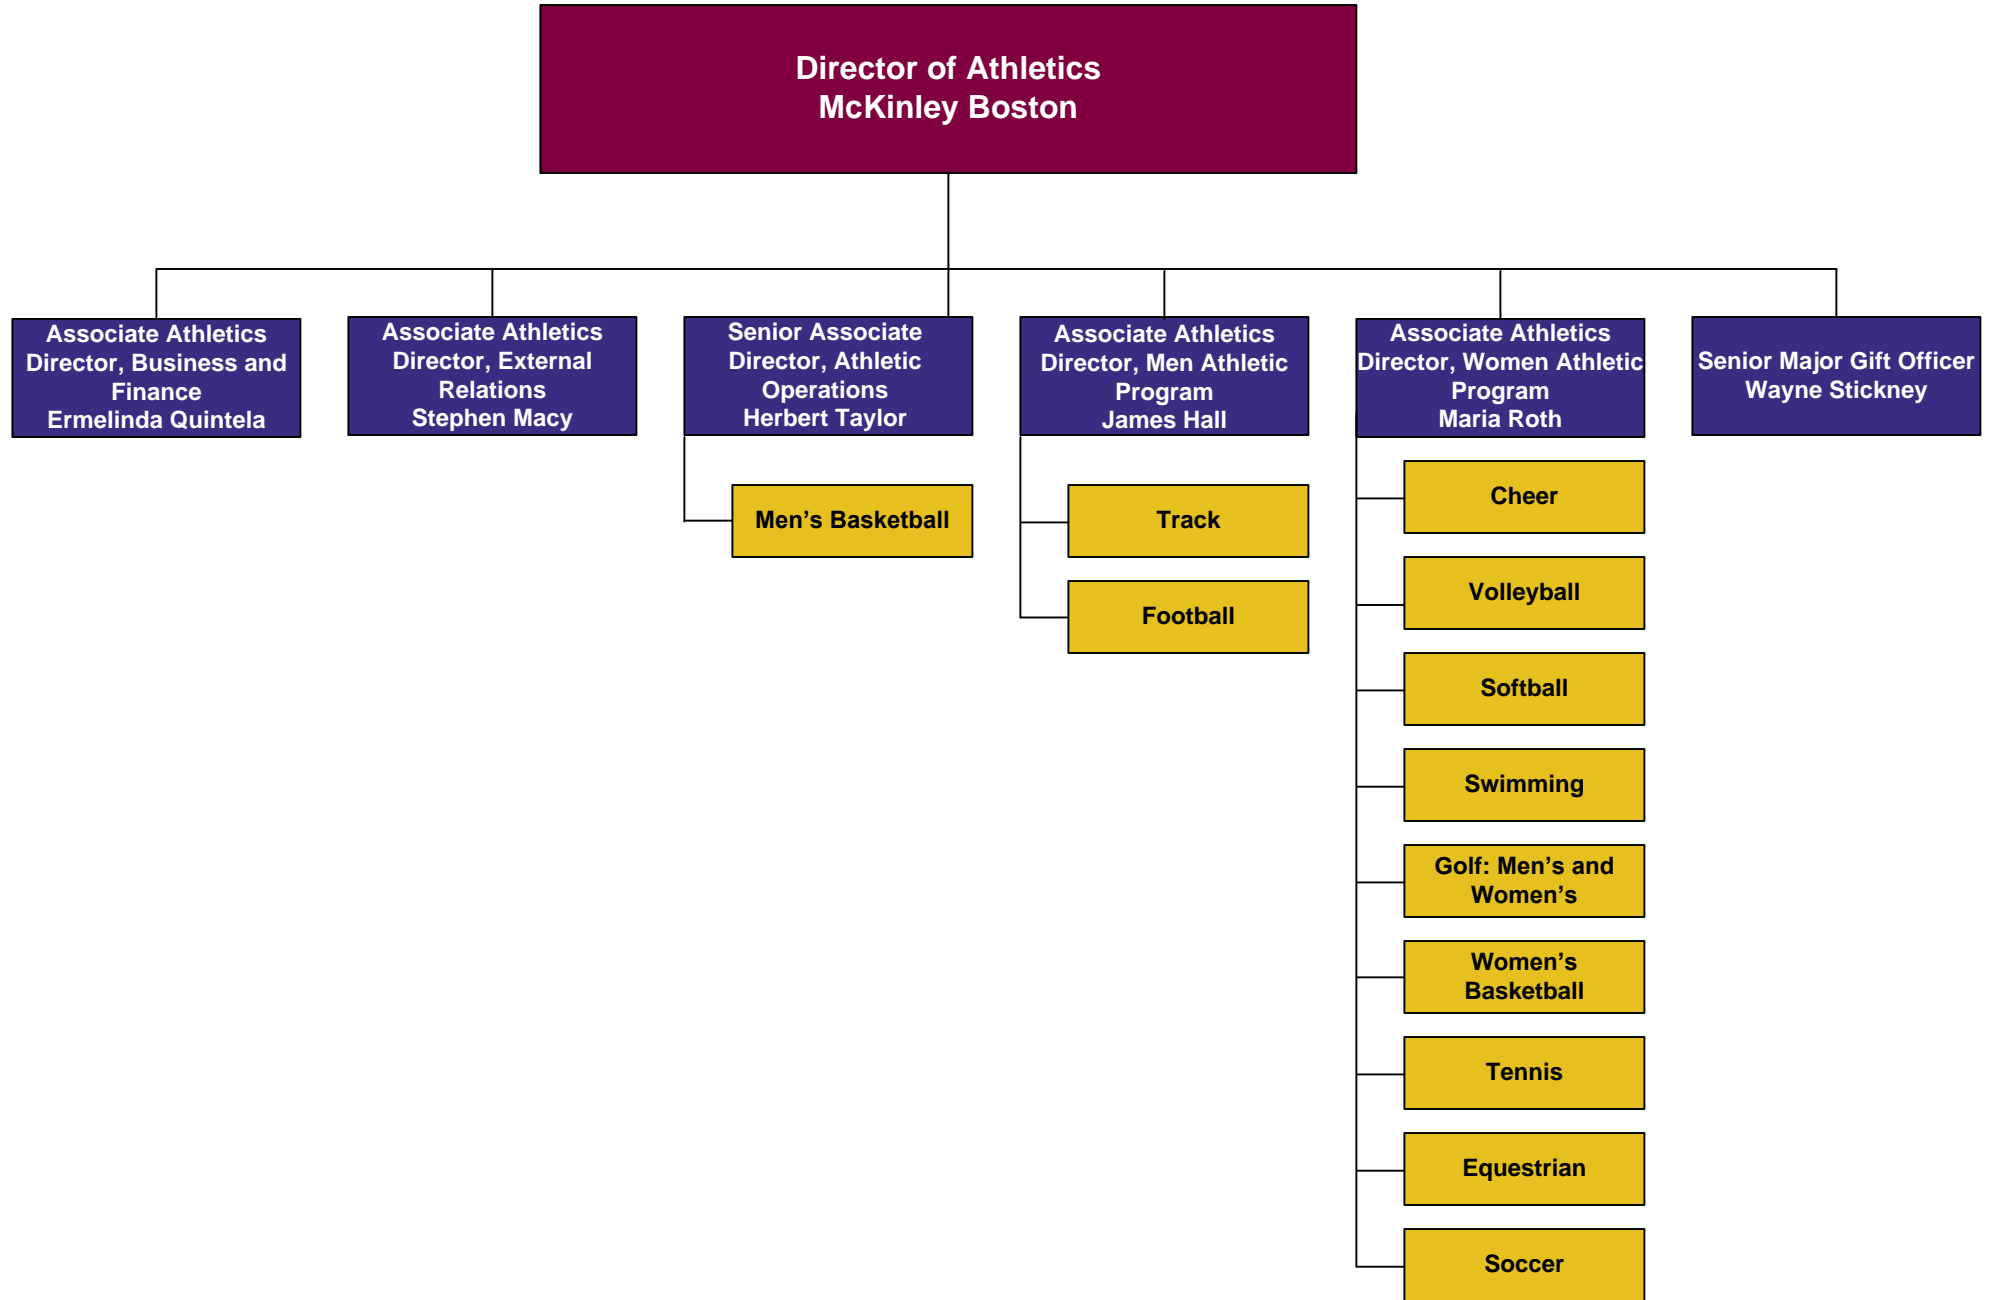 Director of Athletics
McKinley Boston
Associate Athletics
Director, Business and
Finance
Ermelinda Quintela
Associate Athletics
Director, External
Relations
Stephen Macy
Senior Associate
Director, Athletic
Operations
Herbert Taylor
Associate Athletics
Director, Men Athletic
Program
James Hall
Associate Athletics
Director, Women Athletic
Program
Maria Roth
Senior Major Gift Officer
Wayne Stickney
Men’s Basketball
Track
Football
Cheer
Volleyball
Softball
Swimming
Golf: Men’s and
Women’s
Women’s
Basketball
Tennis
Equestrian
Soccer